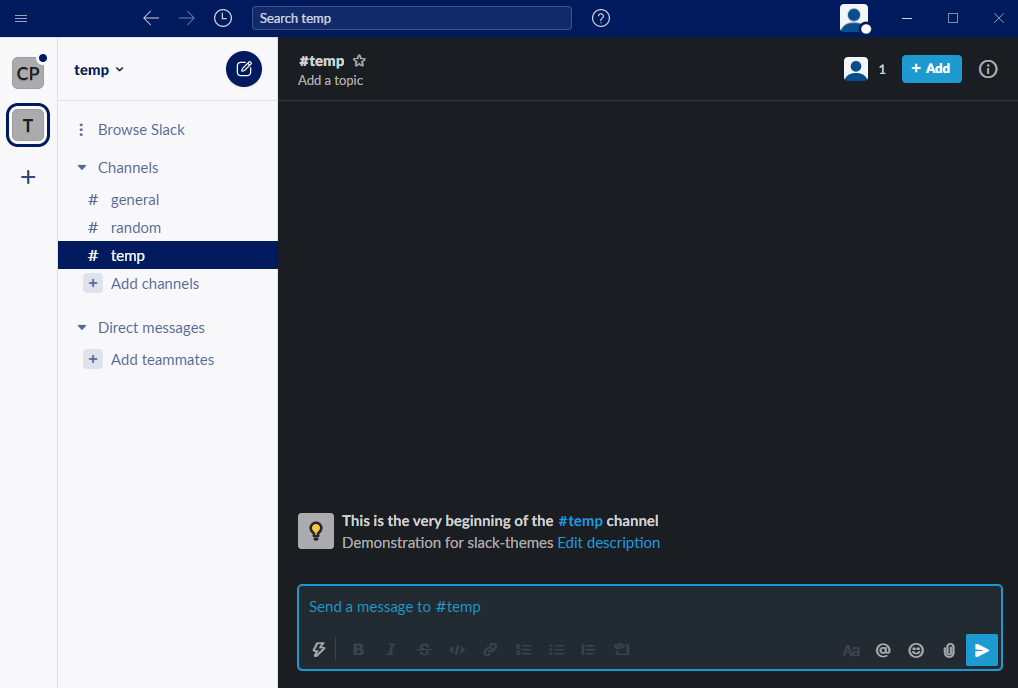 Search temp
?
CP
temp
#temp
Add a topic
1
+ Add
T
Browse Slack
Channels
# general
# random
# temp
+ Add channels
Direct messages
+ Add teammates
This is the very beginning of the #temp channel
Demonstration for slack-themes Edit description
Send a message to #temp
B I S </> Aa @